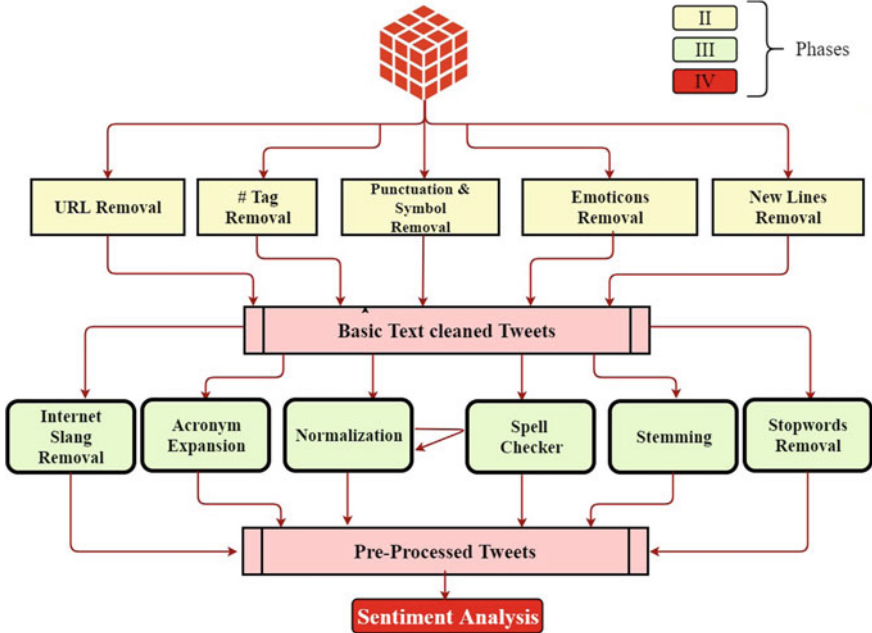 II
III
Phases
IV
URL Removal
# Tag
Removal
Punctuation &
Symbol
Removal
Emoticons
Removal
New Lines
Removal
Basic Text cleaned Tweets
Internet
Slang
Removal
Acronym
Expansion
Normalization
Spell
Checker
Stemming
Stopwords
Removal
Pre-Processed Tweets
Sentiment Analysis